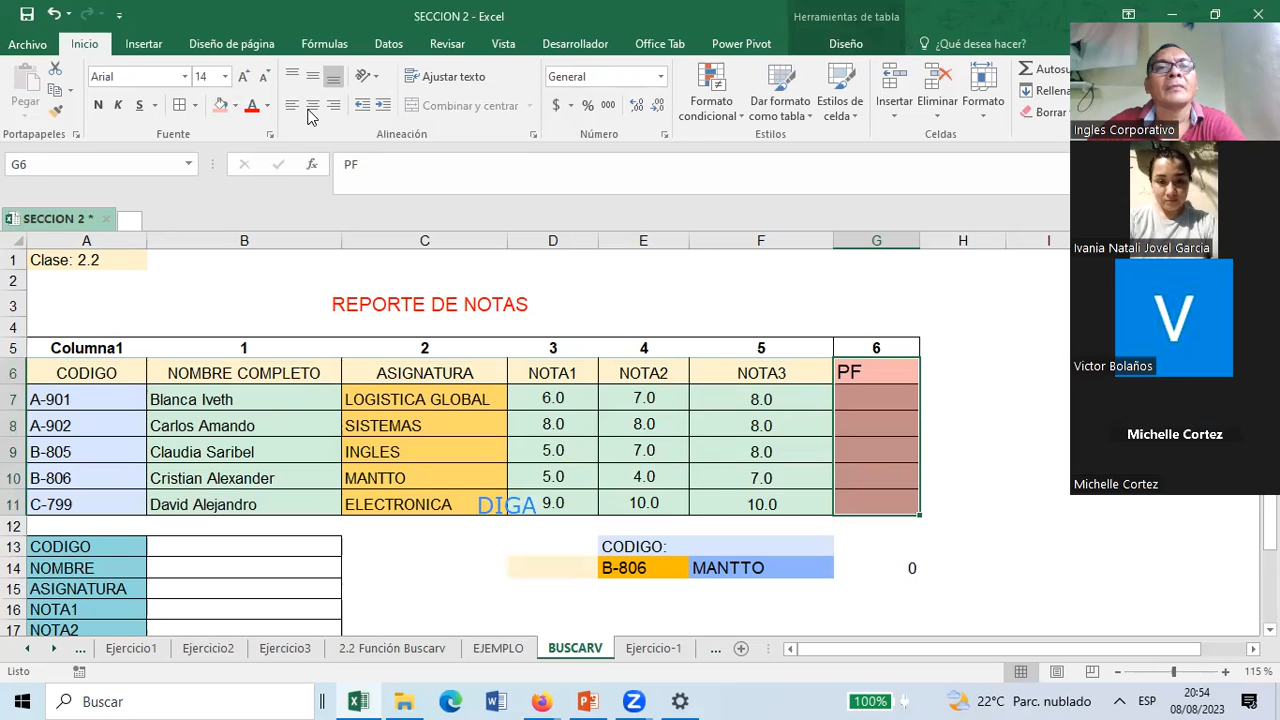 SECCION 2 - Excel
Herramientas de tabla
Archivo Inicio Insertar Diseño de página Fórmulas Datos Revisar Vista Desarrollador Office Tab Power Pivot Diseño ¿Qué desea hacer?
Pegar
Arial 14
N K S
Ajustar texto
Combinar y centrar
General
$ % 000
Formato condicional
Dar formato como tabla
Estilos de celda
Insertar Eliminar Formato
Autosu
Rellena
Borrar
Portapapeles Fuente Alineación Número Estilos Celdas
G6 fx PF
SECCION 2 *
A B C D E F G H I
1 Clase: 2.2
2
3 REPORTE DE NOTAS
4
5 Columna1 1 2 3 4 5 6
6 CODIGO NOMBRE COMPLETO ASIGNATURA NOTA1 NOTA2 NOTA3 PF
7 A-901 Blanca Iveth LOGISTICA GLOBAL 6.0 7.0 8.0
8 A-902 Carlos Amando SISTEMAS 8.0 8.0 8.0
9 B-805 Claudia Saribel INGLES 5.0 7.0 8.0
10 B-806 Cristian Alexander MANTTO 5.0 4.0 7.0
11 C-799 David Alejandro ELECTRONICA DIGA 9.0 10.0 10.0
12
13 CODIGO CODIGO:
14 NOMBRE B-806 MANTTO 0
15 ASIGNATURA
16 NOTA1
17 NOTA2
... Ejercicio1 Ejercicio2 Ejercicio3 2.2 Función Buscarv EJEMPLO BUSCARV Ejercicio-1 ...
Listo 115 %
Buscar 100% 22°C Parc. nublado ESP 20:54
08/08/2023
Ingles Corporativo
Ivania Natali Jovel Garcia
V
Victor Bolaños
Michelle Cortez
Michelle Cortez